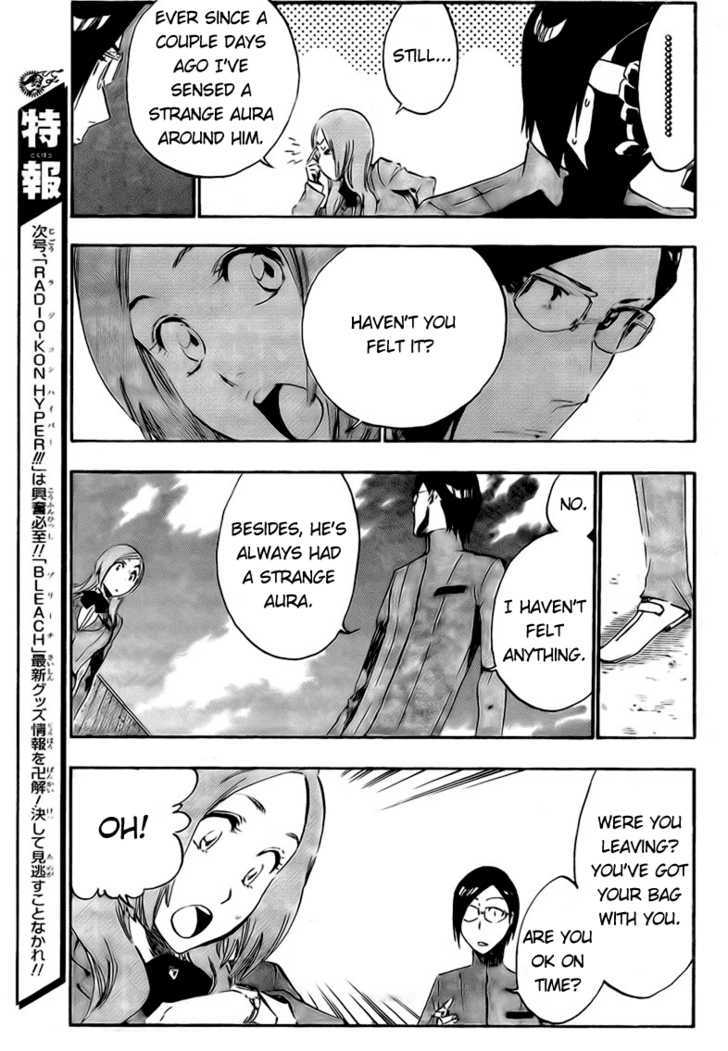 STILL...
EVER SINCE A
COUPLE DAYS
AGO I'VE
SENSED A
STRANGE AURA
AROUND HIM.
HAVEN'T YOU
FELT IT?
NO.
I HAVEN'T
FELT
ANYTHING.
BESIDES, HE'S
ALWAYS HAD
A STRANGE
AURA.
WERE YOU
LEAVING?
YOU'VE GOT
YOUR BAG
WITH YOU.
ARE YOU
OK ON
TIME?
OH!
特報
次号、「RADIO-KON HYPER!!!」は興奮必至!!「BLEACH」最新グッズ情報を卍解!決して見逃すことなかれ!!